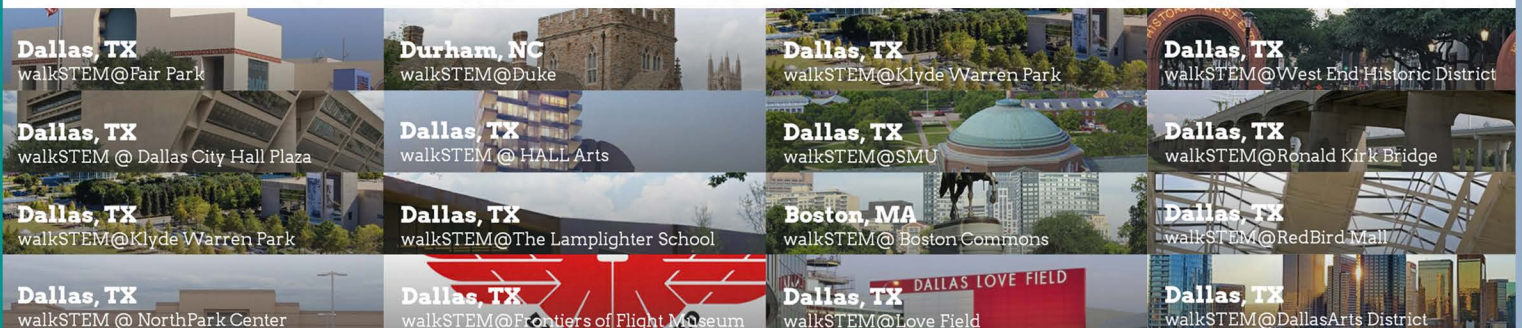 Dallas, TX
walkSTEM@Fair Park
Durham, NC
walkSTEM@Duke
Dallas, TX
walkSTEM@Klyde Warren Park
HISTORIC WEST E
Dallas, TX
walkSTEM@West End Historic District
Dallas, TX
walkSTEM @ Dallas City Hall Plaza
Dallas, TX
walkSTEM @ HALL Arts
Dallas, TX
walkSTEM@SMU
Dallas, TX
walkSTEM@Ronald Kirk Bridge
Dallas, TX
walkSTEM@Klyde Warren Park
Dallas, TX
walkSTEM@The Lamplighter School
Boston, MA
walkSTEM@ Boston Commons
Dallas, TX
walkSTEM@RedBird Mall
Dallas, TX
walkSTEM @ NorthPark Center
Dallas, TX
walkSTEM@Frontiers of Flight Museum
DALLAS LOVE FIELD
Dallas, TX
walkSTEM@Love Field
Dallas, TX
walkSTEM@DallasArts District